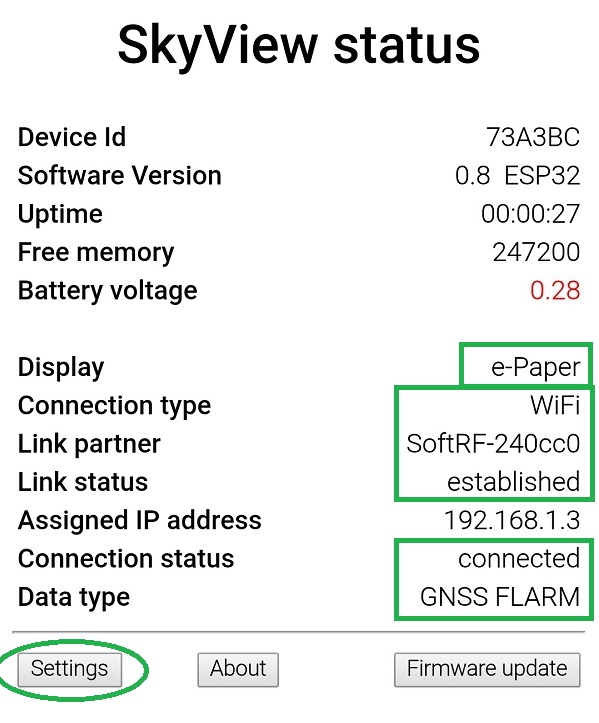 SkyView status
Device Id 73A3BC
Software Version 0.8 ESP32
Uptime 00:00:27
Free memory 247200
Battery voltage 0.28
Display e-Paper
Connection type WiFi
Link partner SoftRF-240cc0
Link status established
Assigned IP address 192.168.1.3
Connection status connected
Data type GNSS FLARM
Settings About Firmware update